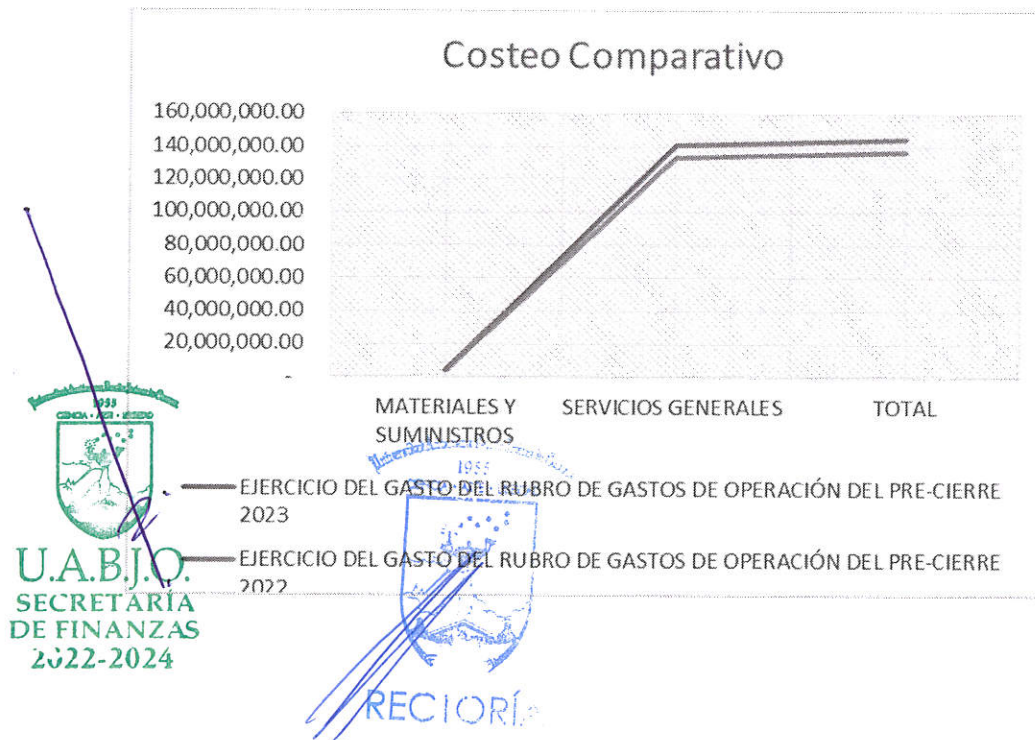 Costeo Comparativo
160,000,000.00
140,000,000.00
120,000,000.00
100,000,000.00
80,000,000.00
60,000,000.00
40,000,000.00
20,000,000.00
-
MATERIALES Y
SUMINISTROS
SERVICIOS GENERALES
TOTAL
EJERCICIO DEL GASTO DEL RUBRO DE GASTOS DE OPERACIÓN DEL PRE-CIERRE
2023
EJERCICIO DEL GASTO DEL RUBRO DE GASTOS DE OPERACIÓN DEL PRE-CIERRE
2022
1955
CIENCIA · ARTE · LIBERTAD
U.A.B.J.O.
SECRETARÍA
DE FINANZAS
2022-2024
1955
RECTORÍA